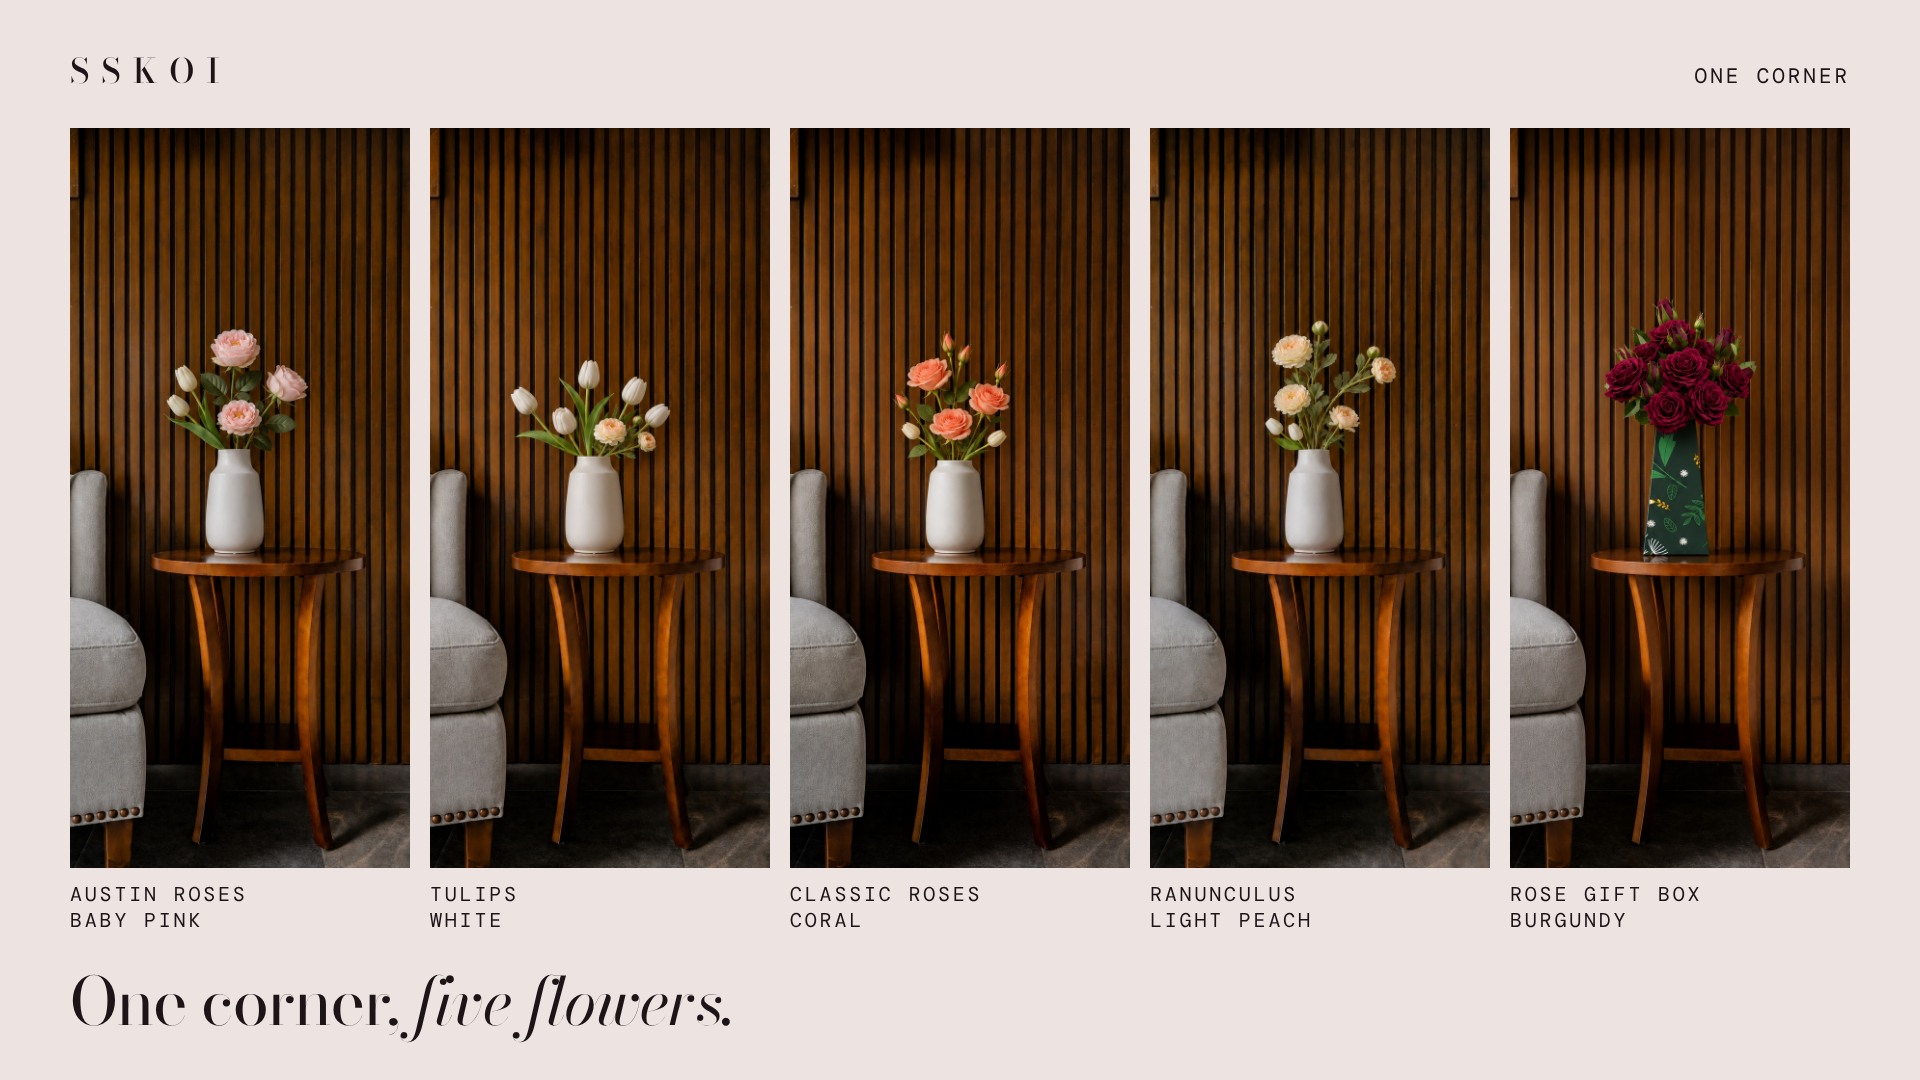 SSKOI
ONE CORNER
AUSTIN ROSES
BABY PINK
TULIPS
WHITE
CLASSIC ROSES
CORAL
RANUNCULUS
LIGHT PEACH
ROSE GIFT BOX
BURGUNDY
One corner, five flowers.